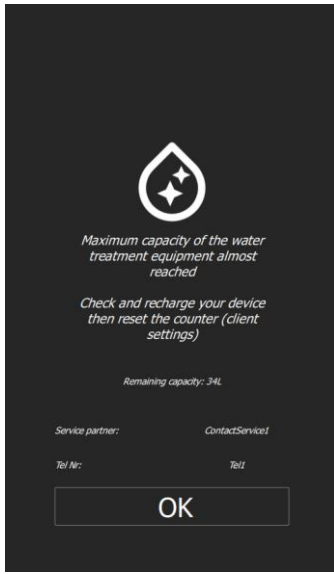 Maximum capacity of the water
treatment equipment almost
reached
Check and recharge your device
then reset the counter (client
settings)
Remaining capacity: 34L
Service partner: ContactService1
Tel Nr: Tel1
OK